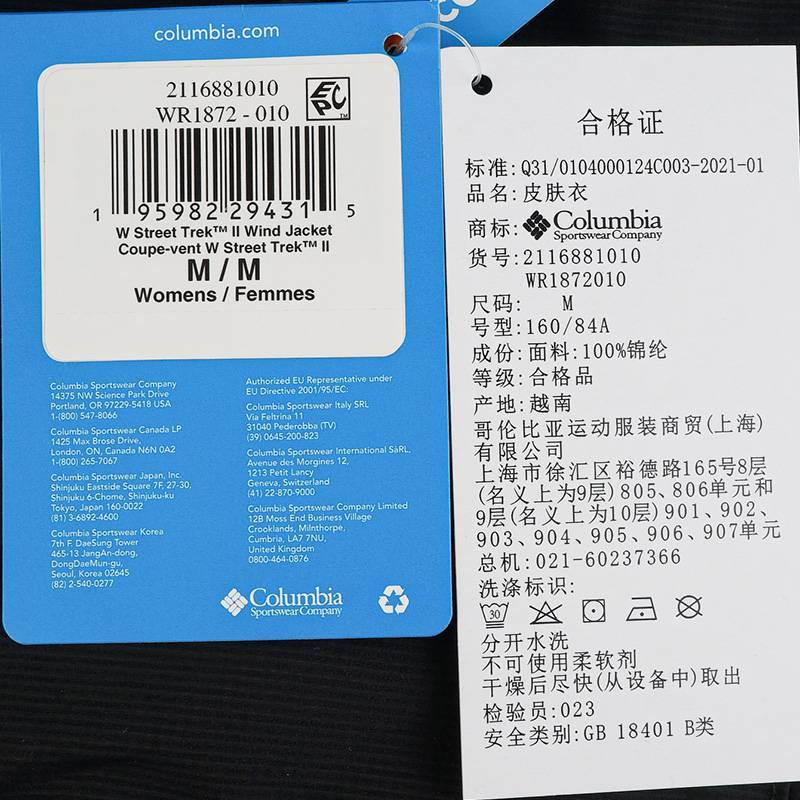 columbia.com
2116881010
WR1872 - 010
EPC
TM
1 95982 29431 5
W Street Trek™ II Wind Jacket
Coupe-vent W Street Trek™ II
M / M
Womens / Femmes
Columbia Sportswear Company
14375 NW Science Park Drive
Portland, OR 97229-5418 USA
1-(800) 547-8066
Columbia Sportswear Canada LP
1425 Max Brose Drive,
London, ON, Canada N6N 0A2
1-(800) 265-7067
Columbia Sportswear Japan, Inc.
Shinjuku Eastside Square 7F, 27-30,
Shinjuku 6-Chome, Shinjuku-ku
Tokyo, Japan 160-0022
(81) 3-6892-4600
Columbia Sportswear Korea
7th F. DaeSung Tower
465-13 JangAn-dong,
DongDaeMun-gu,
Seoul, Korea 02645
(82) 2-540-0277
Authorized EU Representative under
EU Directive 2001/95/EC:
Columbia Sportswear Italy SRL
Via Feltrina 11
31040 Pederobba (TV)
(39) 0645-200-823
Columbia Sportswear International SàRL,
Avenue des Morgines 12,
1213 Petit Lancy
Geneva, Switzerland
(41) 22-870-9000
Columbia Sportswear Company Limited
12B Moss End Business Village
Crooklands, Milnthorpe,
Cumbria, LA7 7NU,
United Kingdom
0800-464-0876
Columbia
Sportswear Company
合格证
标准:Q31/0104000124C003-2021-01
品名:皮肤衣
商标:Columbia
Sportswear Company
货号:2116881010
WR1872010
尺码: M
号型:160/84A
成份:面料:100%锦纶
等级:合格品
产地:越南
哥伦比亚运动服装商贸(上海)
有限公司
上海市徐汇区裕德路165号8层
(名义上为9层)805、806单元和
9层(名义上为10层)901、902、
903、904、905、906、907单元
总机:021-60237366
洗涤标识:
30
分开水洗
不可使用柔软剂
干燥后尽快(从设备中)取出
检验员:023
安全类别:GB 18401 B类